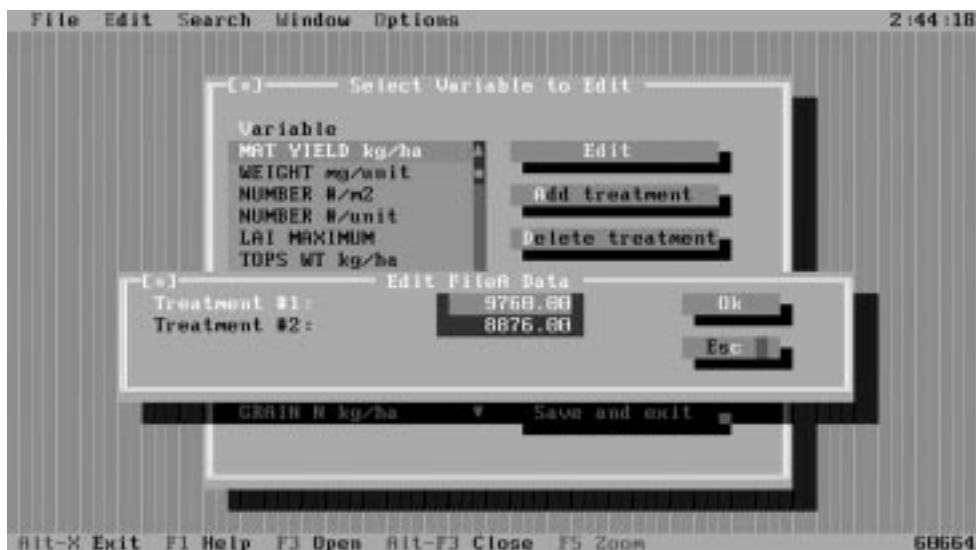 File Edit Search Window Options 2:44:18
[▪] Select Variable to Edit
Variable
MAT YIELD kg/ha Edit
WEIGHT mg/unit
NUMBER #/m2 Add treatment
NUMBER #/unit
LAI MAXIMUM Delete treatment
TOPS WT kg/ha
[▪] Edit FileA Data
Treatment #1: 9760.00 Ok
Treatment #2: 8876.00
Esc
GRAIN N kg/ha Save and exit
Alt-X Exit F1 Help F3 Open Alt-F3 Close F5 Zoom 68664